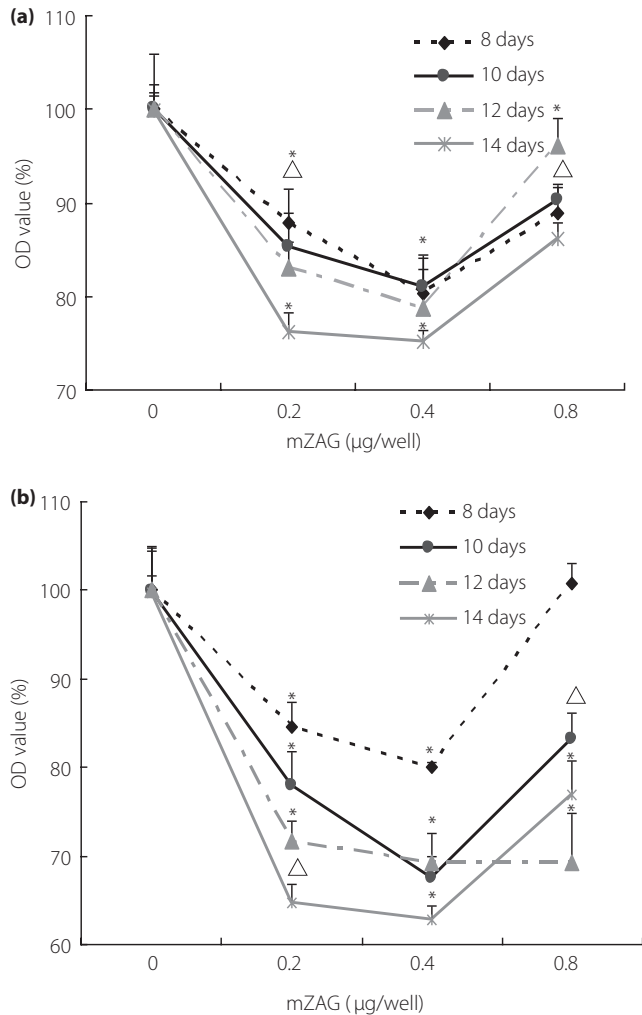 (a)
110
100
90
80
70
OD value (%)
0 0.2 0.4 0.8
mZAG (µg/well)
8 days
10 days
12 days
14 days
*
△
*
*
*
*
△
(b)
110
100
90
80
70
60
OD value (%)
0 0.2 0.4 0.8
mZAG (µg/well)
8 days
10 days
12 days
14 days
*
*
*
△
*
*
*
△
*
*